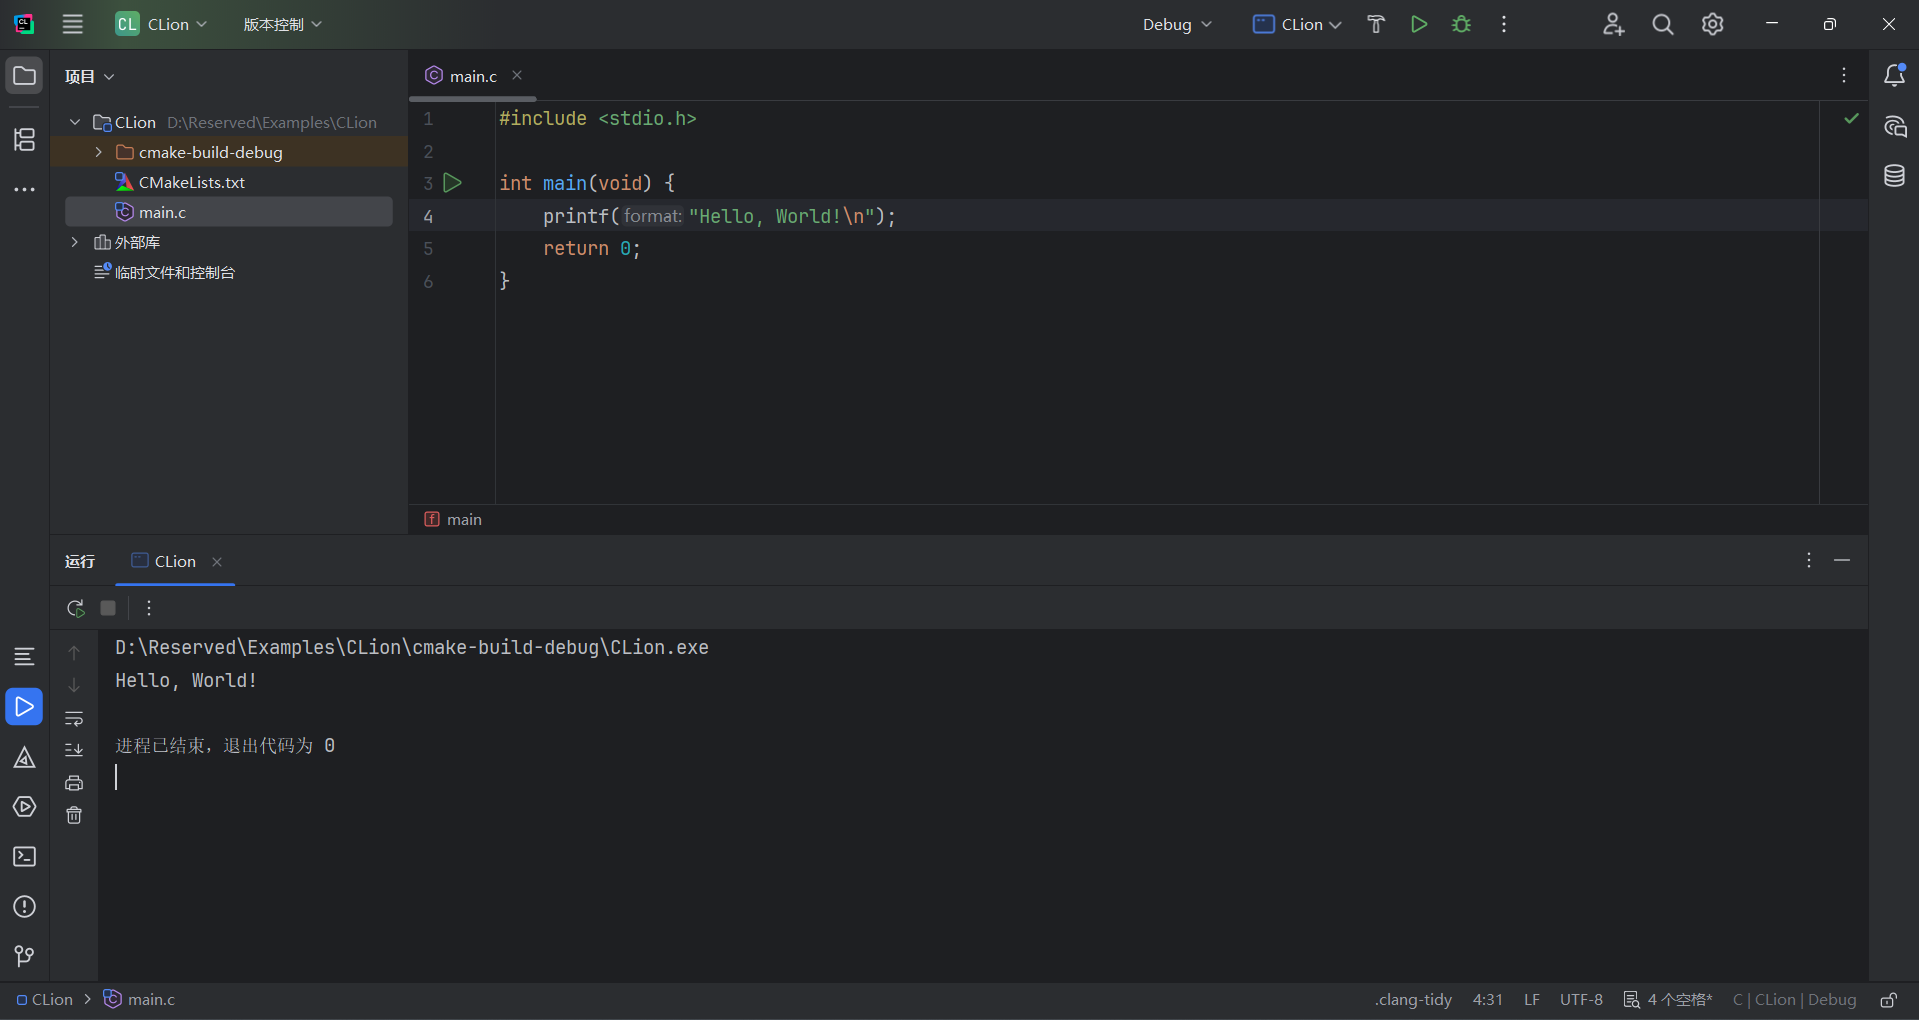 CL CLion 版本控制 Debug CLion
项目
main.c
CLion D:\Reserved\Examples\CLion
cmake-build-debug
CMakeLists.txt
main.c
外部库
临时文件和控制台
1 #include <stdio.h>
2
3 int main(void) {
4 printf( format: "Hello, World!\n");
5 return 0;
6 }
main
运行 CLion
D:\Reserved\Examples\CLion\cmake-build-debug\CLion.exe
Hello, World!
进程已结束，退出代码为 0
CLion main.c .clang-tidy 4:31 LF UTF-8 4 个空格* C | CLion | Debug